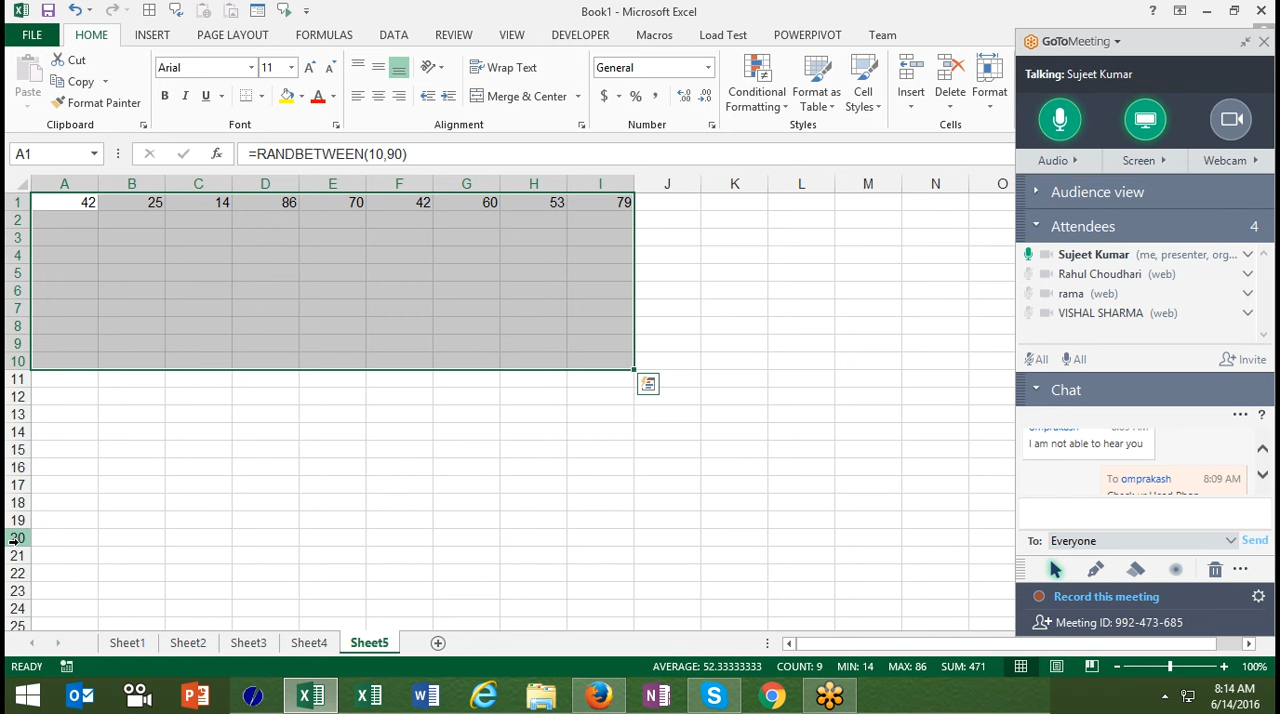 Book1 - Microsoft Excel
FILE HOME INSERT PAGE LAYOUT FORMULAS DATA REVIEW VIEW DEVELOPER Macros Load Test POWERPIVOT Team
Paste
Cut
Copy
Format Painter
Clipboard
Arial 11
B I U
Font
Wrap Text
Merge & Center
Alignment
General
$ % ,
Number
Conditional Formatting
Format as Table
Cell Styles
Styles
Insert Delete Format
Cells
A1 fx =RANDBETWEEN(10,90)
A B C D E F G H I J K L M N O
1 42 25 14 86 70 42 60 53 79
2
3
4
5
6
7
8
9
10
11
12
13
14
15
16
17
18
19
20
21
22
23
24
25
Sheet1 Sheet2 Sheet3 Sheet4 Sheet5
READY AVERAGE: 52.33333333 COUNT: 9 MIN: 14 MAX: 86 SUM: 471 100%
GoToMeeting
Talking: Sujeet Kumar
Audio Screen Webcam
Audience view
Attendees 4
Sujeet Kumar (me, presenter, org...
Rahul Choudhari (web)
rama (web)
VISHAL SHARMA (web)
All All Invite
Chat
omprakash 8:09 AM
I am not able to hear you
To omprakash 8:09 AM
To: Everyone Send
Record this meeting
Meeting ID: 992-473-685
8:14 AM
6/14/2016